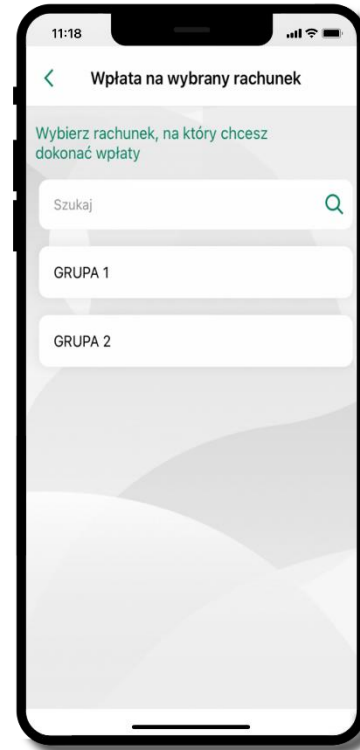 11:18
Wpłata na wybrany rachunek
Wybierz rachunek, na który chcesz
dokonać wpłaty
Szukaj
GRUPA 1
GRUPA 2